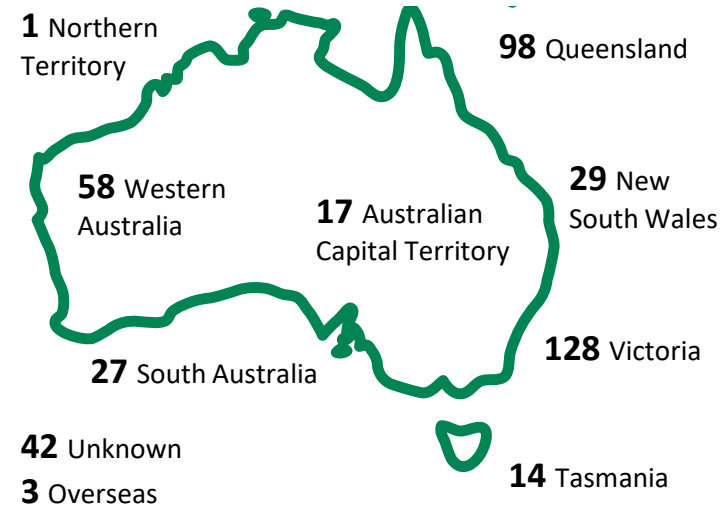 1 Northern
Territory
98 Queensland
58 Western
Australia
29 New
South Wales
17 Australian
Capital Territory
128 Victoria
27 South Australia
42 Unknown
14 Tasmania
3 Overseas